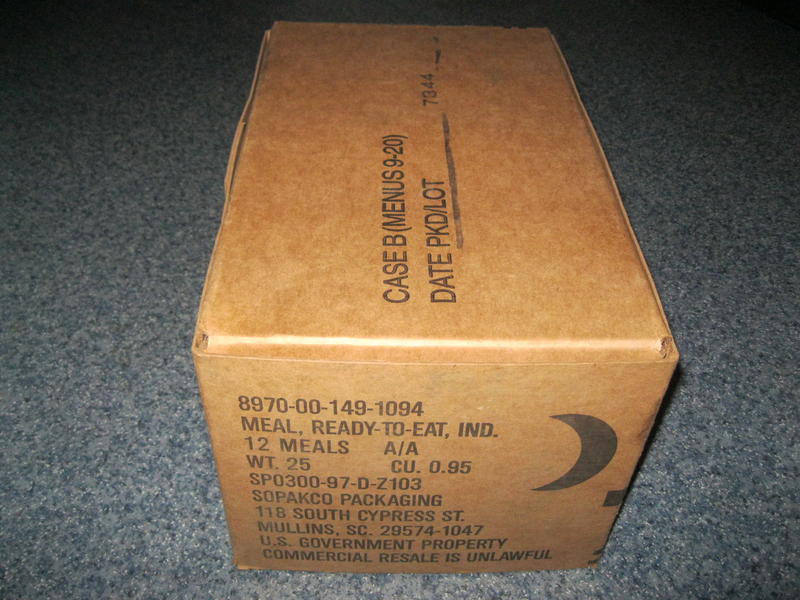 CASE B (MENUS 9-20)
DATE PKD/LOT 7344
8970-00-149-1094
MEAL, READY-TO-EAT, IND.
12 MEALS A/A
WT. 25 CU. 0.95
SP0300-97-D-Z103
SOPAKCO PACKAGING
118 SOUTH CYPRESS ST.
MULLINS, SC. 29574-1047
U.S. GOVERNMENT PROPERTY
COMMERCIAL RESALE IS UNLAWFUL